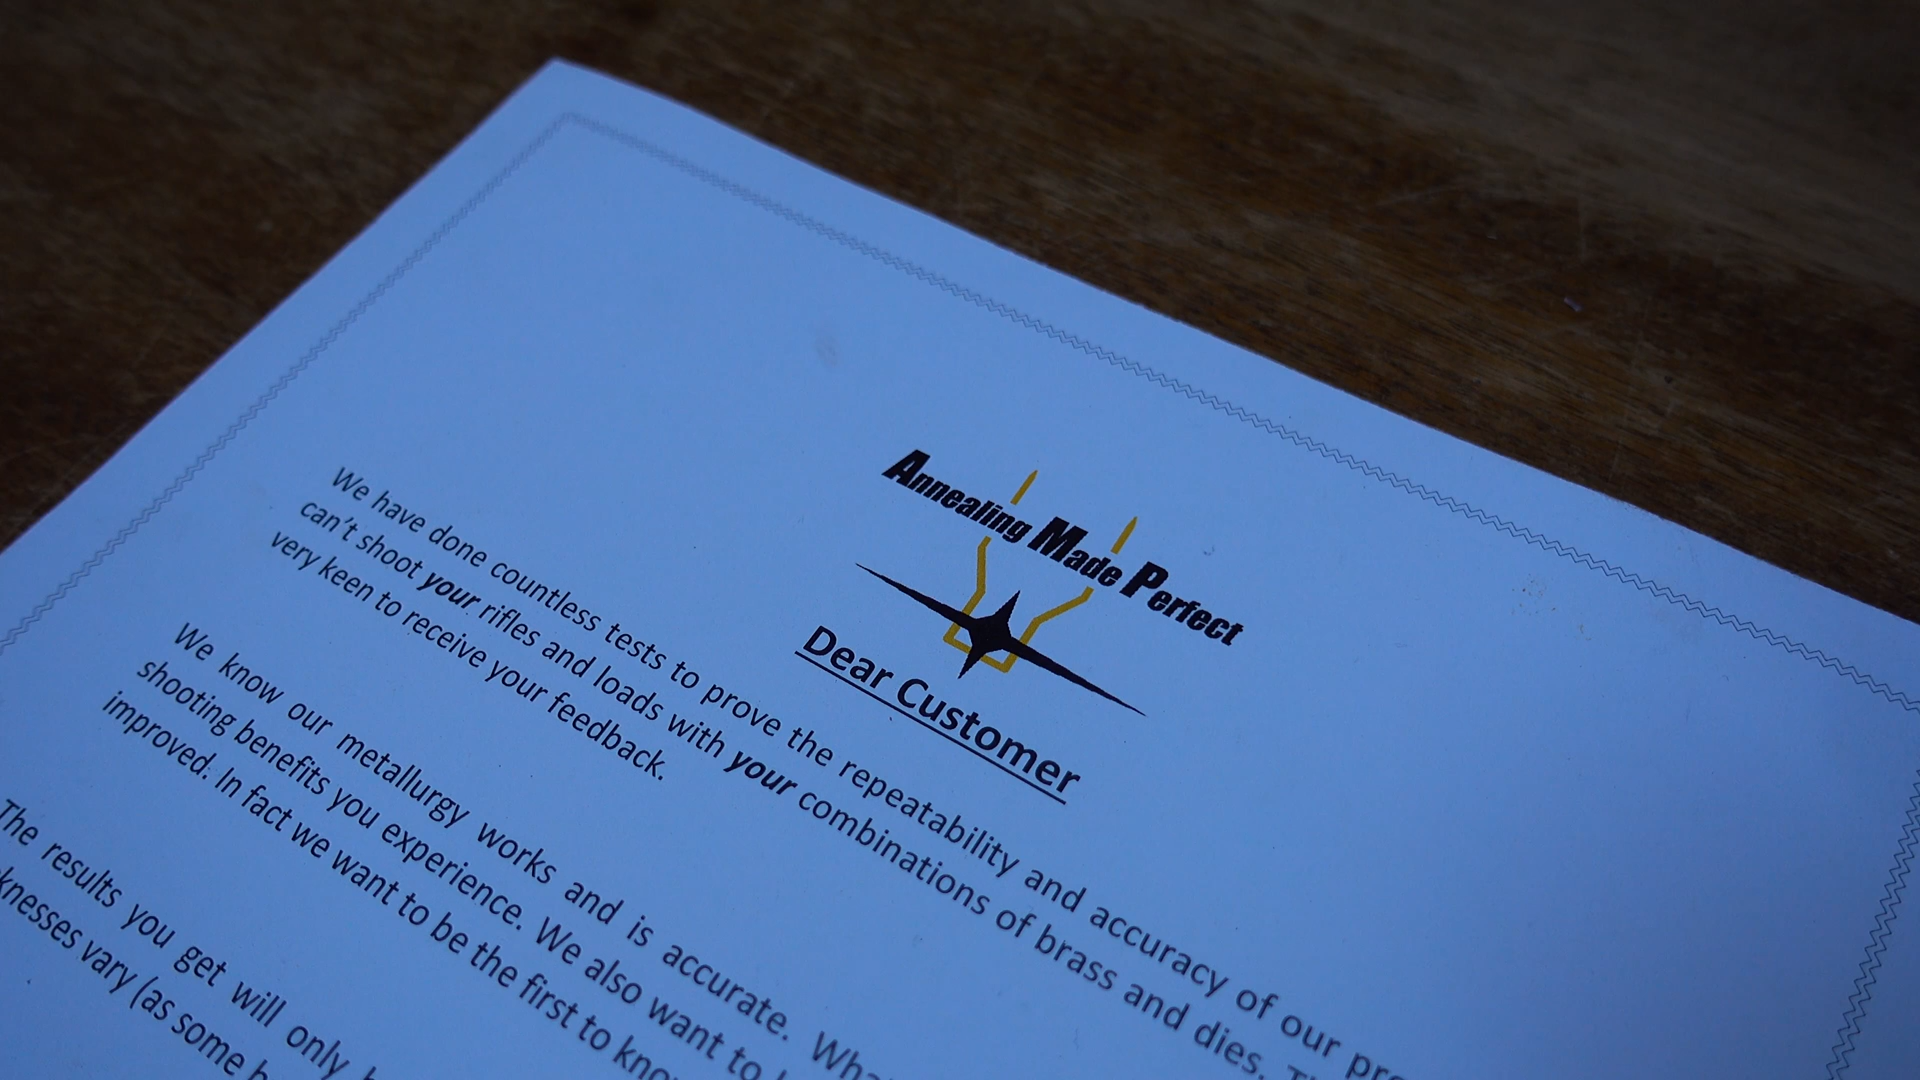 Annealing Made Perfect
Dear Customer
We have done countless tests to prove the repeatability and accuracy of our
can't shoot your rifles and loads with your combinations of brass and dies.
very keen to receive your feedback.
We know our metallurgy works and is accurate.
shooting benefits you experience. We also want to
improved. In fact we want to be the first to
The results you get will only
vary (as some